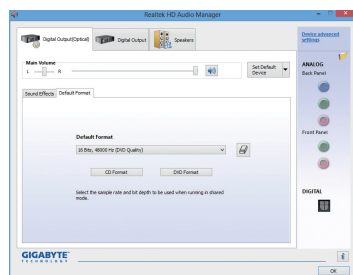 Realtek HD Audio Manager
Digital Output(Optical)
Digital Output
Speakers
Device advanced
settings
Main Volume
L
R
Set Default
Device
ANALOG
Back Panel
Sound Effects
Default Format
Default Format
16 Bits, 48000 Hz (DVD Quality)
CD Format
DVD Format
Select the sample rate and bit depth to be used when running in shared
mode.
Front Panel
DIGITAL
GIGABYTE
TECHNOLOGY
OK